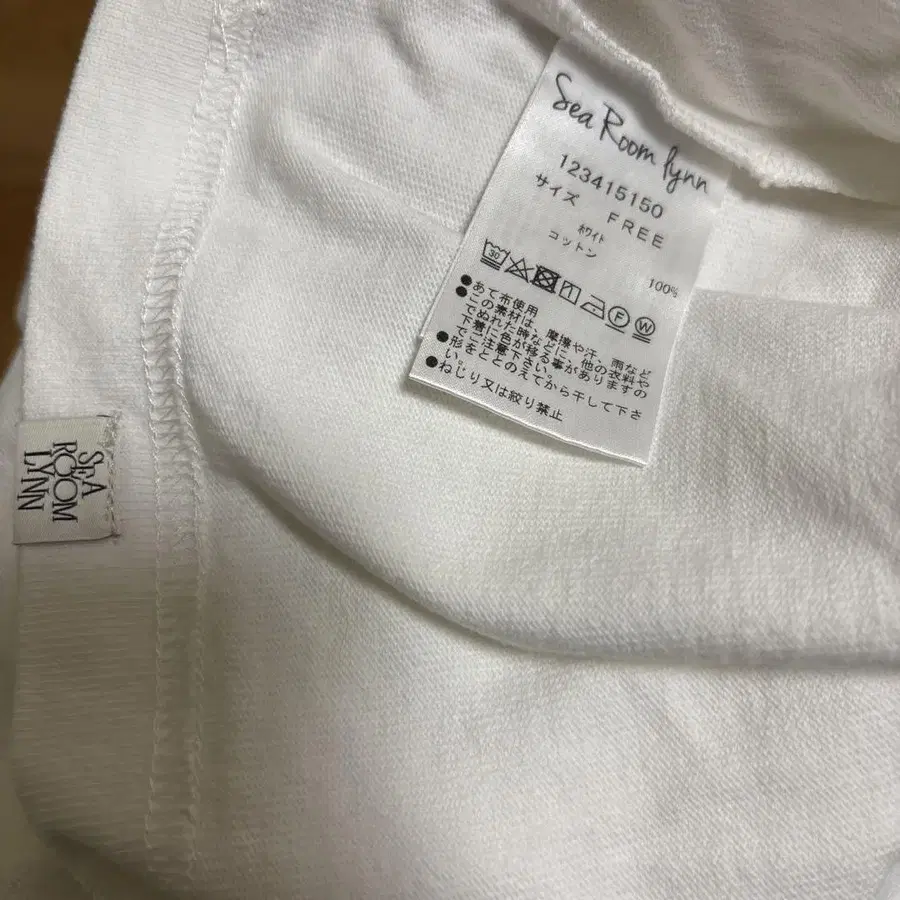 Sea Room lynn
123415150
サイズ FREE
ホワイト
コットン 100%
30 F W
●あて布使用
●この素材は、摩擦や汗、雨など
でぬれた時などに、他の衣料や
下着に色が移る事がありますの
でご注意下さい。
●形をととのえてから干して下さ
い。
●ねじり又は絞り禁止
SEA
ROOM
LYNN